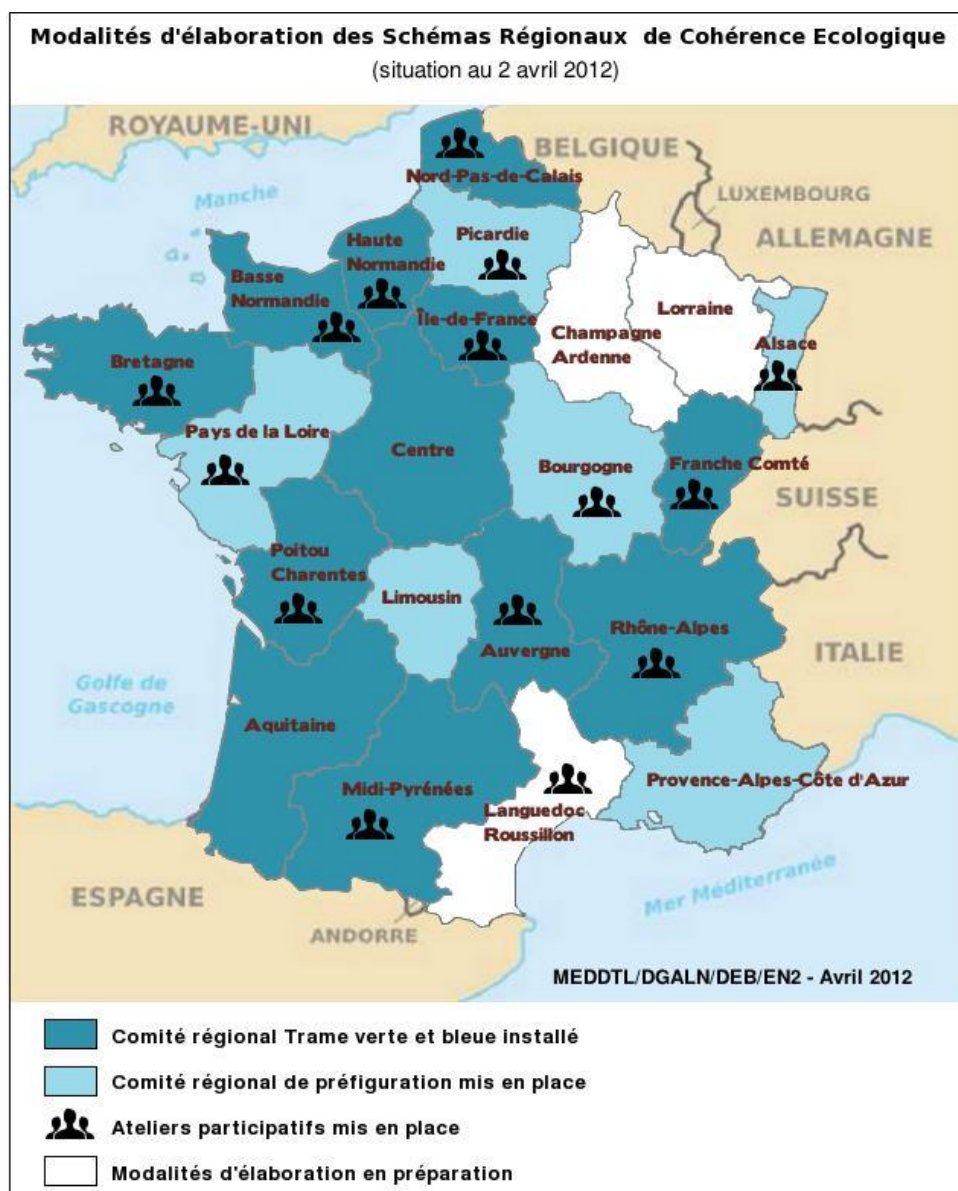 Modalités d'élaboration des Schémas Régionaux de Cohérence Ecologique
(situation au 2 avril 2012)
ROYAUME-UNI
BELGIQUE
Nord-Pas-de-Calais
LUXEMBOURG
Manche
ALLEMAGNE
Picardie
Haute
Normandie
Basse
Normandie
Île-de-France
Lorraine
Champagne
Ardenne
Alsace
Bretagne
Pays de la Loire
Centre
Bourgogne
Franche Comté
SUISSE
Poitou
Charentes
Limousin
Rhône-Alpes
Auvergne
ITALIE
Golfe de
Gascogne
Aquitaine
Midi-Pyrénées
Provence-Alpes-Côte d'Azur
Languedoc
Roussillon
Mer Méditerranée
ESPAGNE
ANDORRE
MEDDTL/DGALN/DEB/EN2 - Avril 2012
Comité régional Trame verte et bleue installé
Comité régional de préfiguration mis en place
Ateliers participatifs mis en place
Modalités d'élaboration en préparation